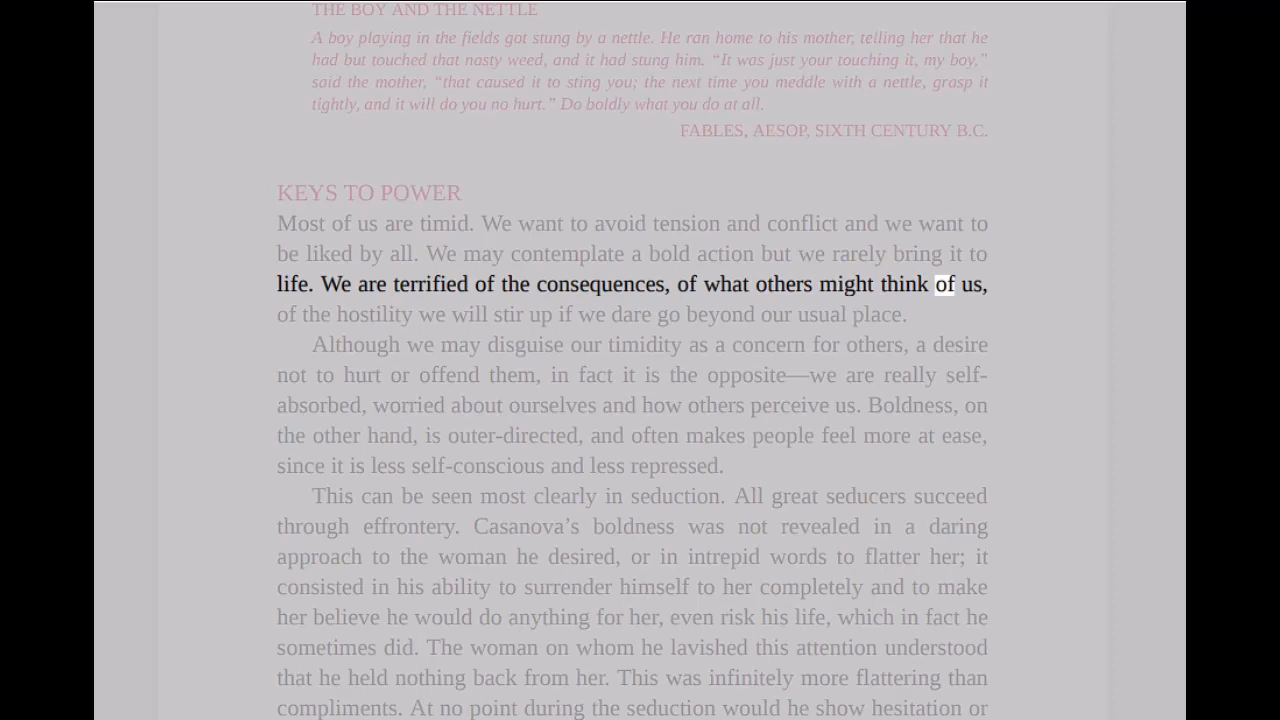 THE BOY AND THE NETTLE
A boy playing in the fields got stung by a nettle. He ran home to his mother, telling her that he
had but touched that nasty weed, and it had stung him. “It was just your touching it, my boy,”
said the mother, “that caused it to sting you; the next time you meddle with a nettle, grasp it
tightly, and it will do you no hurt.” Do boldly what you do at all.
FABLES, AESOP, SIXTH CENTURY B.C.
KEYS TO POWER
Most of us are timid. We want to avoid tension and conflict and we want to
be liked by all. We may contemplate a bold action but we rarely bring it to
life. We are terrified of the consequences, of what others might think of us,
of the hostility we will stir up if we dare go beyond our usual place.
Although we may disguise our timidity as a concern for others, a desire
not to hurt or offend them, in fact it is the opposite—we are really self-
absorbed, worried about ourselves and how others perceive us. Boldness, on
the other hand, is outer-directed, and often makes people feel more at ease,
since it is less self-conscious and less repressed.
This can be seen most clearly in seduction. All great seducers succeed
through effrontery. Casanova’s boldness was not revealed in a daring
approach to the woman he desired, or in intrepid words to flatter her; it
consisted in his ability to surrender himself to her completely and to make
her believe he would do anything for her, even risk his life, which in fact he
sometimes did. The woman on whom he lavished this attention understood
that he held nothing back from her. This was infinitely more flattering than
compliments. At no point during the seduction would he show hesitation or